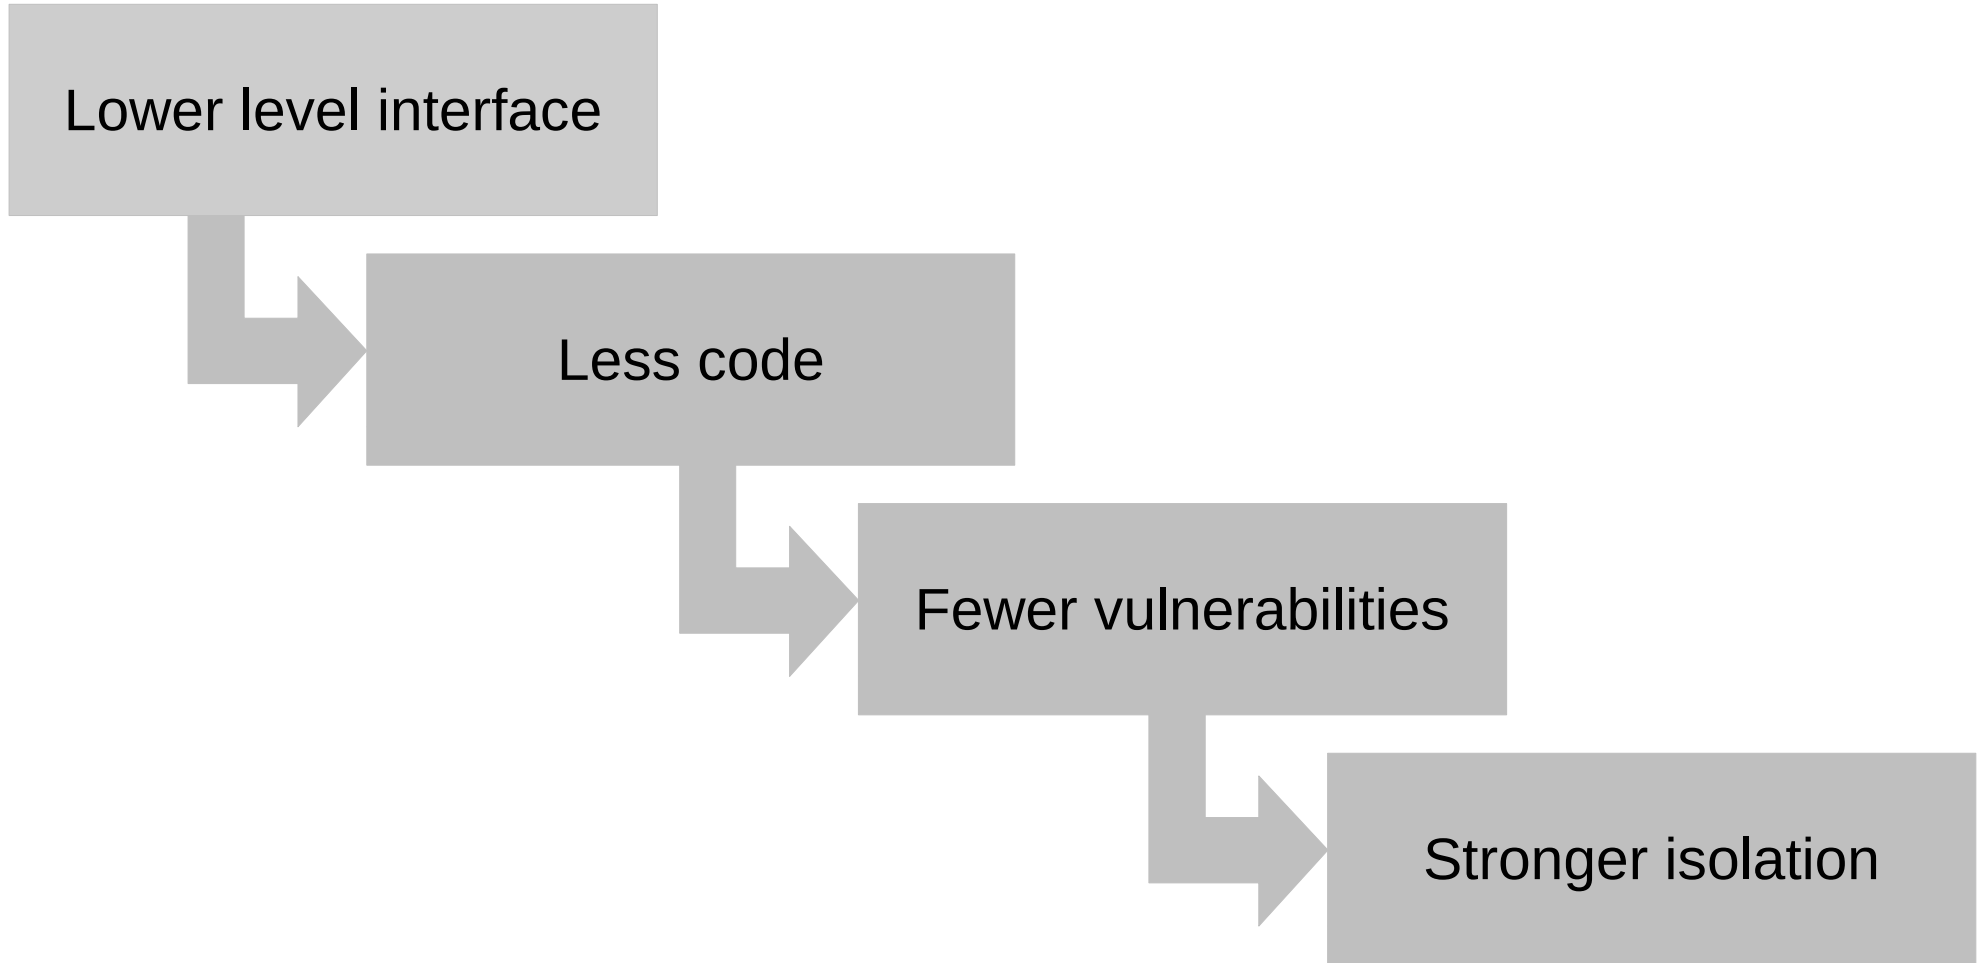 Lower level interface
Less code
Fewer vulnerabilities
Stronger isolation